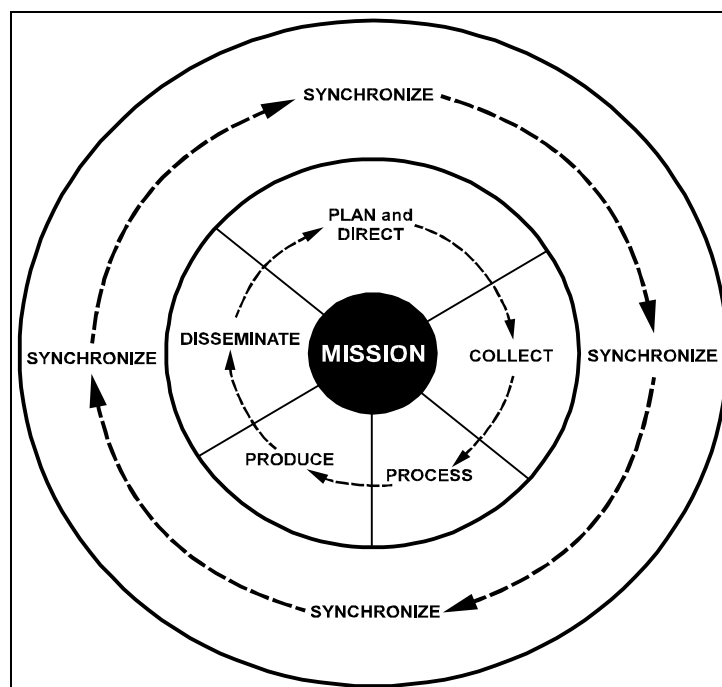 SYNCHRONIZE
PLAN and
DIRECT
DISSEMINATE
MISSION
COLLECT
SYNCHRONIZE
SYNCHRONIZE
PRODUCE
PROCESS
SYNCHRONIZE